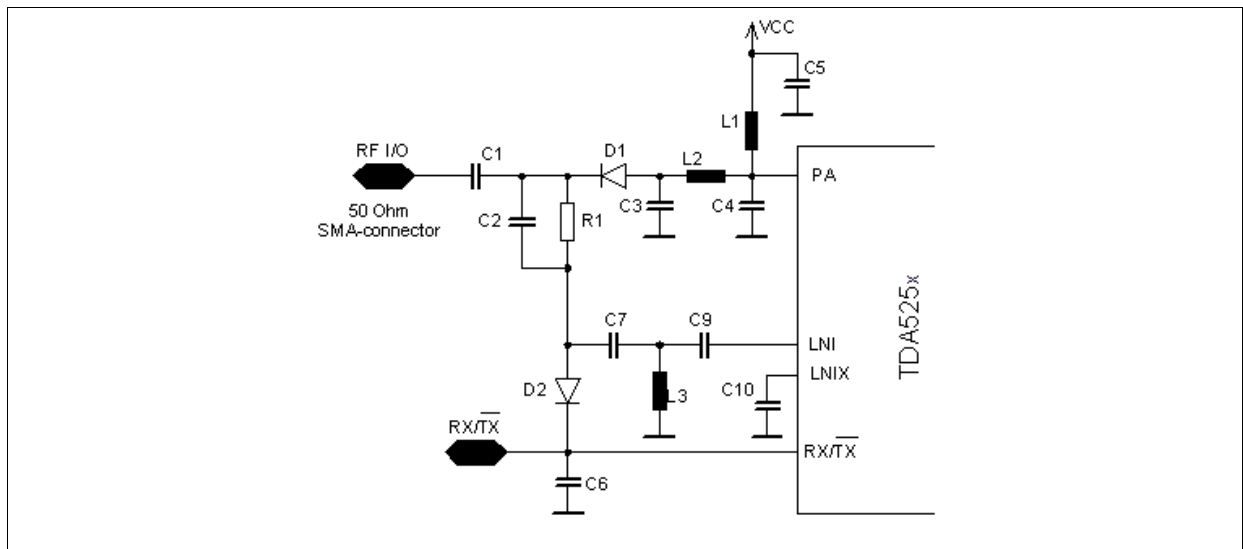 VCC
C5
L1
RF I/O
C1
D1
L2
PA
50 Ohm
SMA-connector
C2
R1
C3
C4
TDA525x
C7
C9
LNI
D2
L3
C10
LNIX
RX/TX
RX/TX
C6